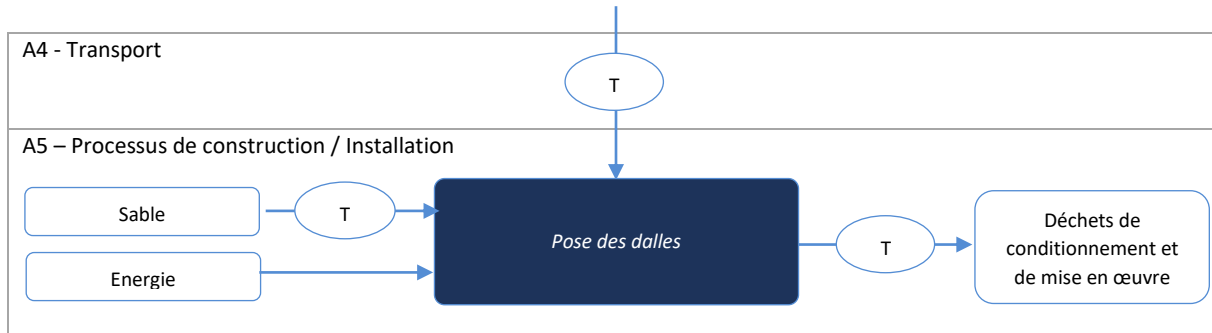 A4 - Transport
T
A5 – Processus de construction / Installation
Sable
T
Pose des dalles
T
Déchets de
conditionnement et
de mise en œuvre
Energie